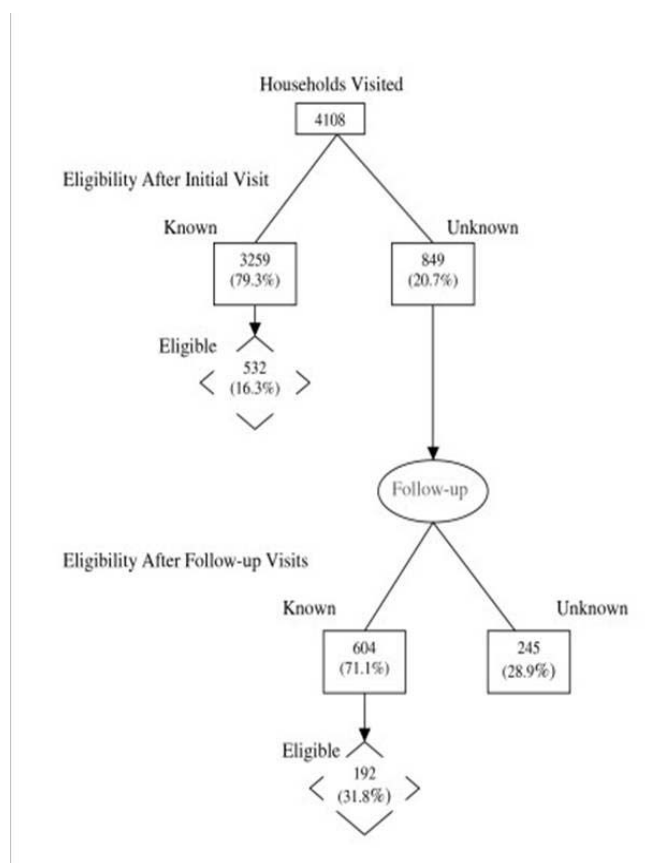 Households Visited
4108
Eligibility After Initial Visit
Known
Unknown
3259
(79.3%)
849
(20.7%)
Eligible
532
(16.3%)
Follow-up
Eligibility After Follow-up Visits
Known
Unknown
604
(71.1%)
245
(28.9%)
Eligible
192
(31.8%)